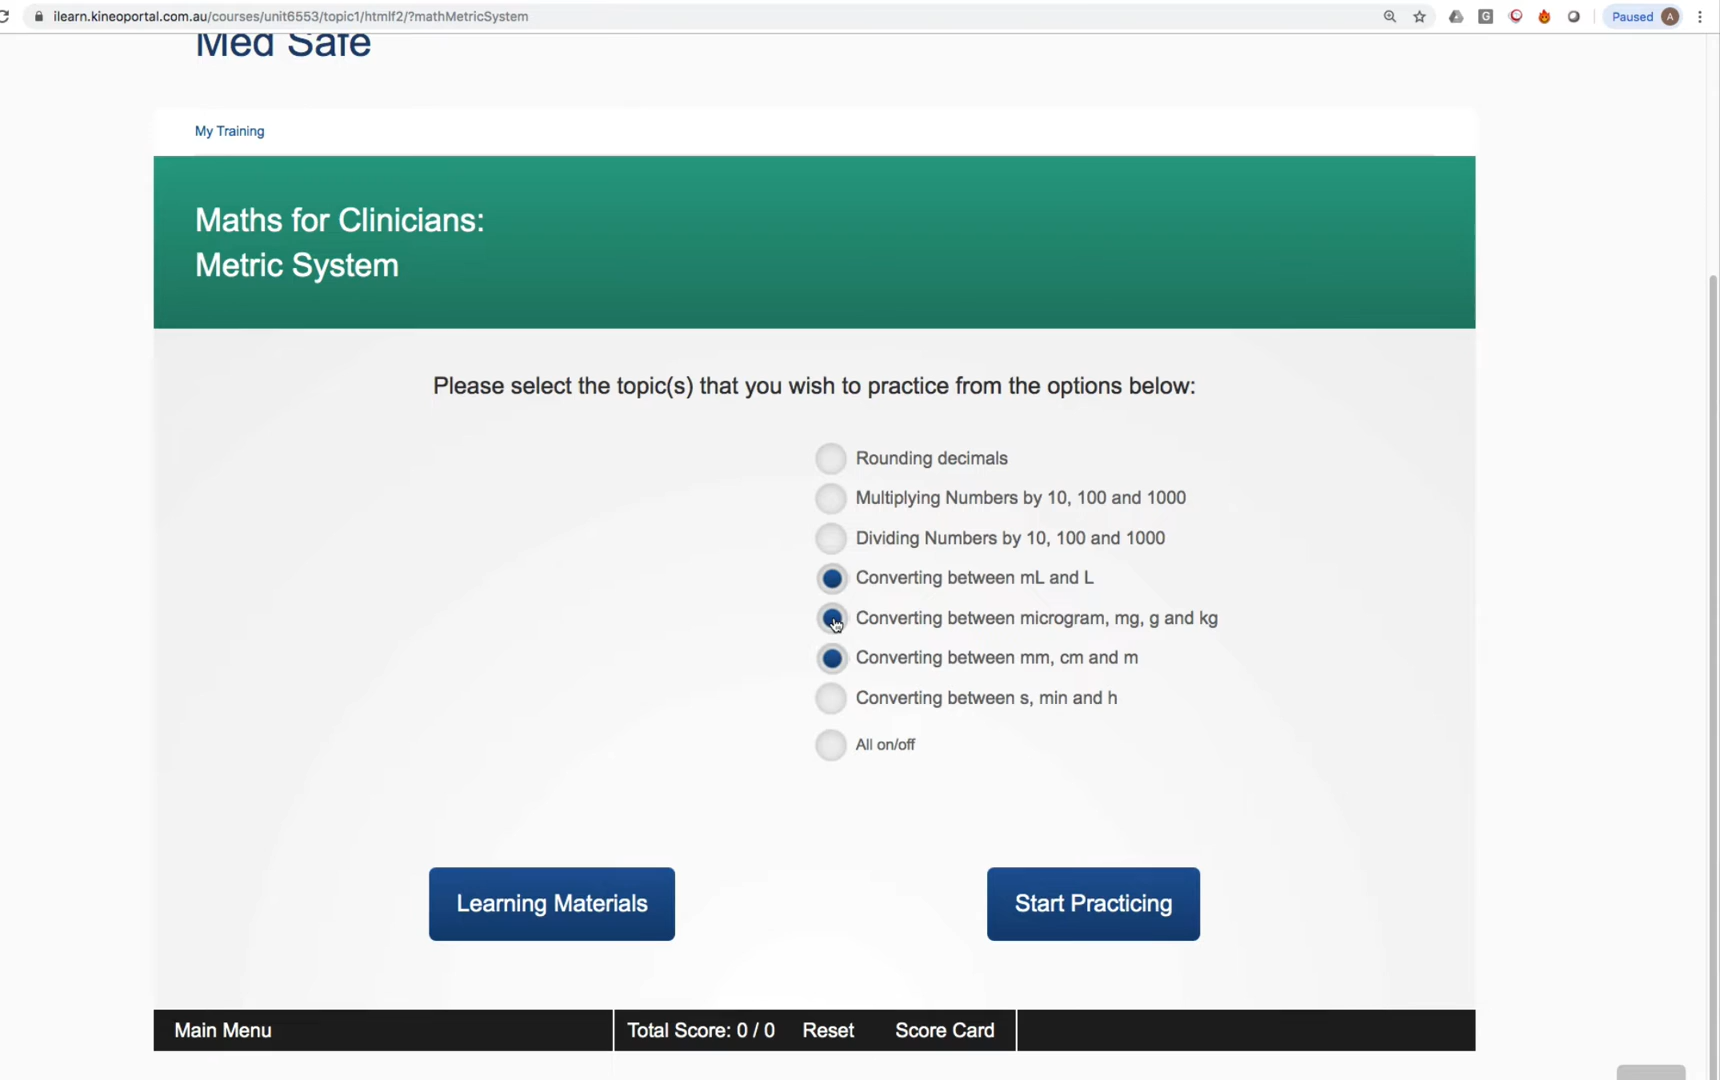 ilearn.kineoportal.com.au/courses/unit6553/topic1/htmlf2/?mathMetricSystem
Paused A
Med Safe
My Training
Maths for Clinicians:
Metric System
Please select the topic(s) that you wish to practice from the options below:
Rounding decimals
Multiplying Numbers by 10, 100 and 1000
Dividing Numbers by 10, 100 and 1000
Converting between mL and L
Converting between microgram, mg, g and kg
Converting between mm, cm and m
Converting between s, min and h
All on/off
Learning Materials
Start Practicing
Main Menu
Total Score: 0 / 0
Reset
Score Card